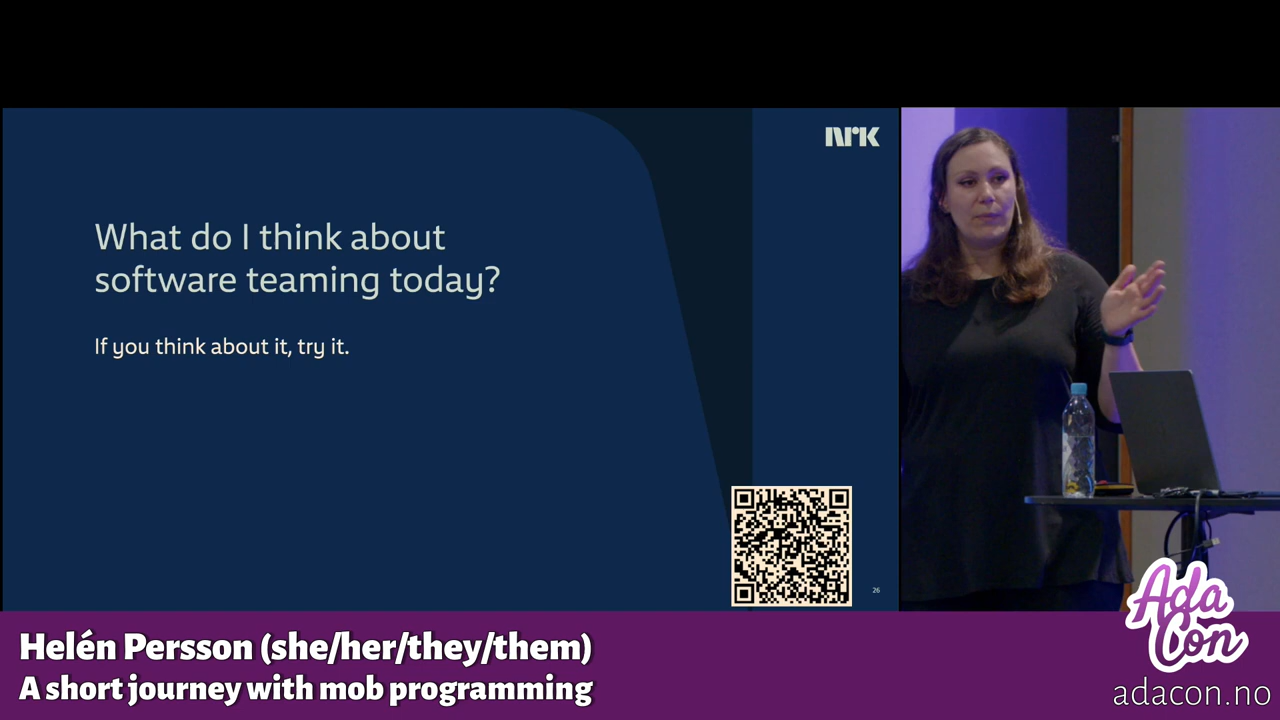 NRK
What do I think about
software teaming today?
If you think about it, try it.
26
Helén Persson (she/her/they/them)
A short journey with mob programming
Ada
Con
adacon.no